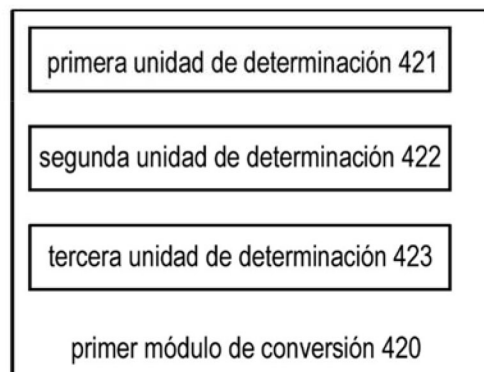 primera unidad de determinación 421
segunda unidad de determinación 422
tercera unidad de determinación 423
primer módulo de conversión 420